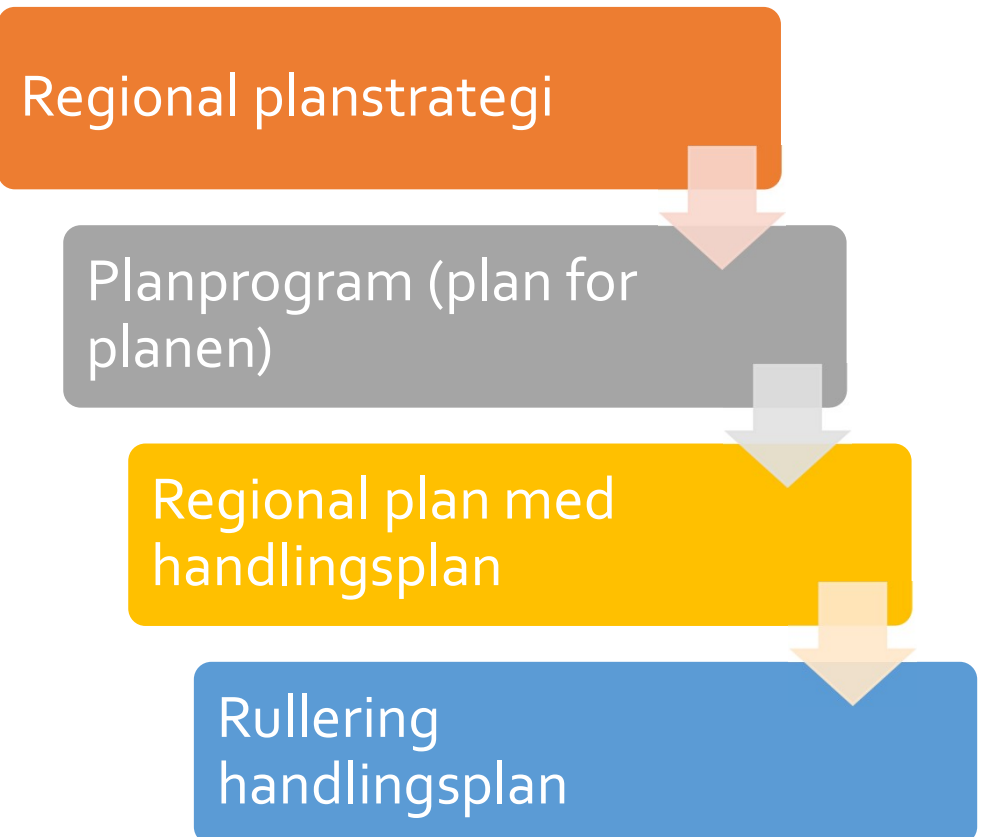 Regional planstrategi
Planprogram (plan for
planen)
Regional plan med
handlingsplan
Rullering
handlingsplan